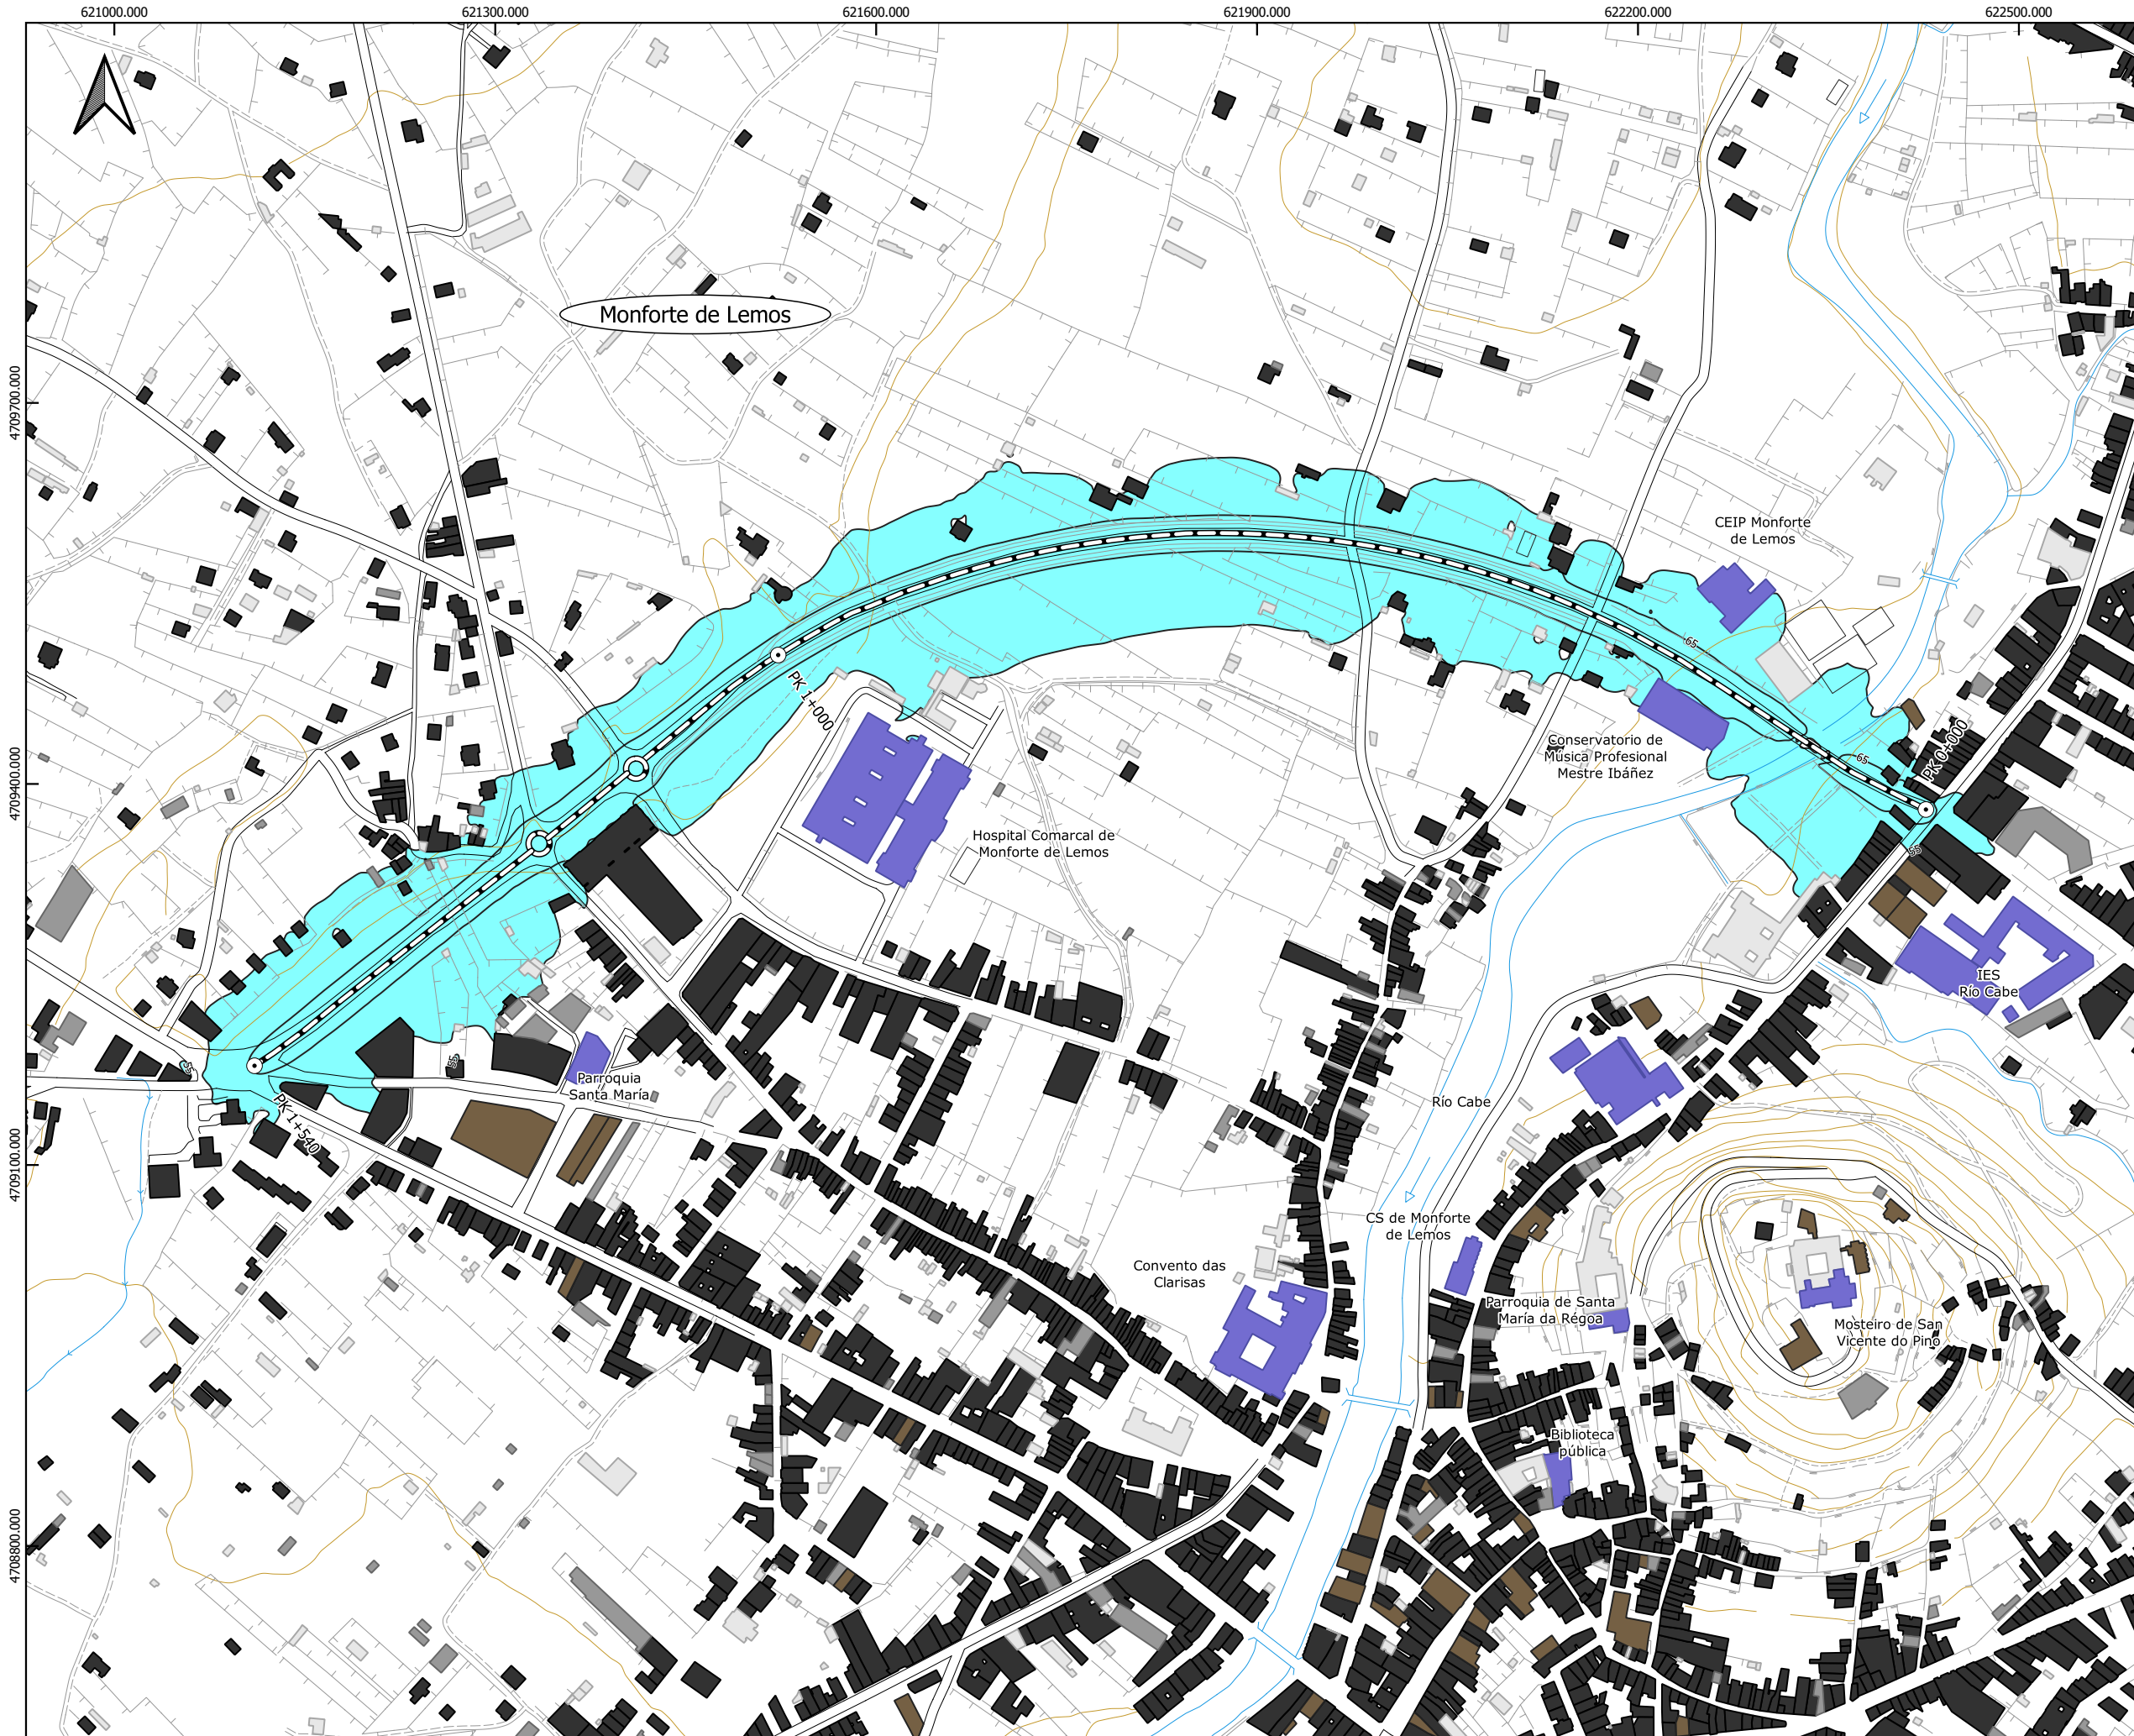 621000.000
621300.000
621600.000
621900.000
622200.000
622500.000
Monforte de Lemos
4709700.000
CEIP Monforte
de Lemos
65
PK 1+000
Conservatorio de
Música Profesional
Mestre Ibáñez
65
PK 0+000
4709400.000
Hospital Comarcal de
Monforte de Lemos
55
IES
Río Cabe
55
55
Parroquia
Santa María
PK 1+540
Río Cabe
4709100.000
CS de Monforte
de Lemos
Convento das
Clarisas
Parroquia de Santa
María da Régoa
Mosteiro de San
Vicente do Pino
Biblioteca
pública
4708800.000